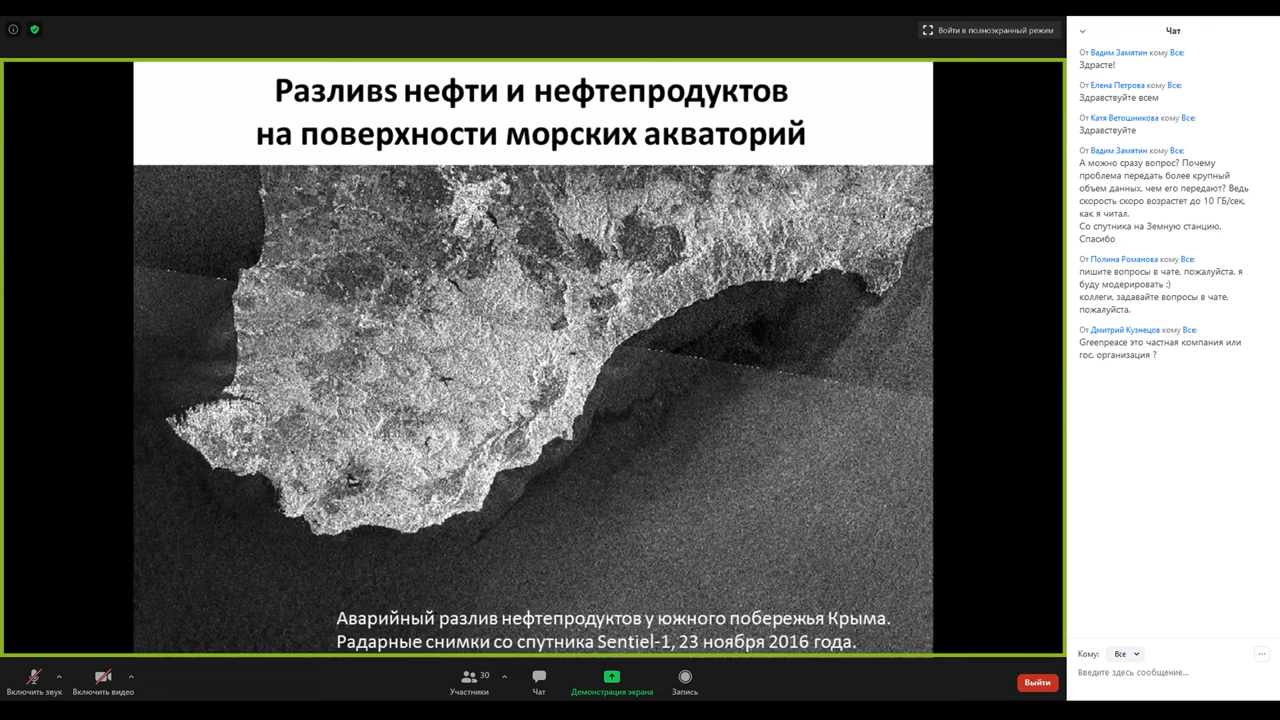 Войти в полноэкранный режим
Разливs нефти и нефтепродуктов
на поверхности морских акваторий
Аварийный разлив нефтепродуктов у южного побережья Крыма.
Радарные снимки со спутника Sentiel-1, 23 ноября 2016 года.
Чат
От Вадим Замятин кому Все:
Здрасте!
От Елена Петрова кому Все:
Здравствуйте всем
От Катя Ветошникова кому Все:
Здравствуйте
От Вадим Замятин кому Все:
А можно сразу вопрос? Почему
проблема передать более крупный
объем данных, чем его передают? Ведь
скорость скоро возрастет до 10 ГБ/сек,
как я читал.
Со спутника на Земную станцию.
Спасибо
От Полина Романова кому Все:
пишите вопросы в чате, пожалуйста. я
буду модерировать :)
коллеги, задавайте вопросы в чате,
пожалуйста.
От Дмитрий Кузнецов кому Все:
Greenpeace это частная компания или
гос. организация ?
Кому: Все
Введите здесь сообщение...
Включить звук
Включить видео
30
Участники
Чат
Демонстрация экрана
Запись
Выйти